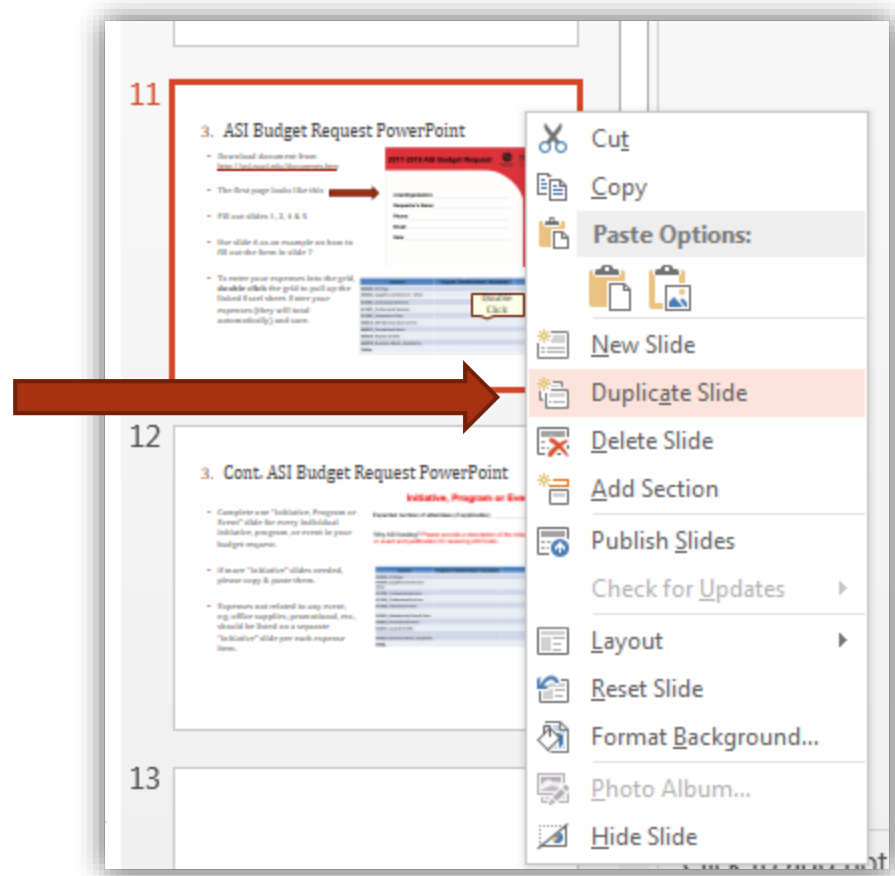 11
3. ASI Budget Request PowerPoint
- Download document from
- The first page looks like this
- Fill out slides 1, 2, 4 & 5
- Use slide 6 as an example on how to
fill out the form in slide 7
- To enter your expenses into the grid,
double click the grid to pull up the
linked Excel sheet. Enter your
expenses (they will total
automatically) and save.
2017-2018 ASI Budget Request
Double
Click
12
3. Cont. ASI Budget Request PowerPoint
- Complete one "Initiative, Program or
Event" slide for every individual
initiative, program, or event in your
budget request.
- If more "Initiative" slides needed,
please copy & paste them.
- Expenses not related to any event,
e.g. office supplies, promotional, etc.,
should be listed on a separate
"Initiative" slide per each expense
item.
Initiative, Program or Eve
13
Cut
Copy
Paste Options:
New Slide
Duplicate Slide
Delete Slide
Add Section
Publish Slides
Check for Updates
Layout
Reset Slide
Format Background...
Photo Album...
Hide Slide